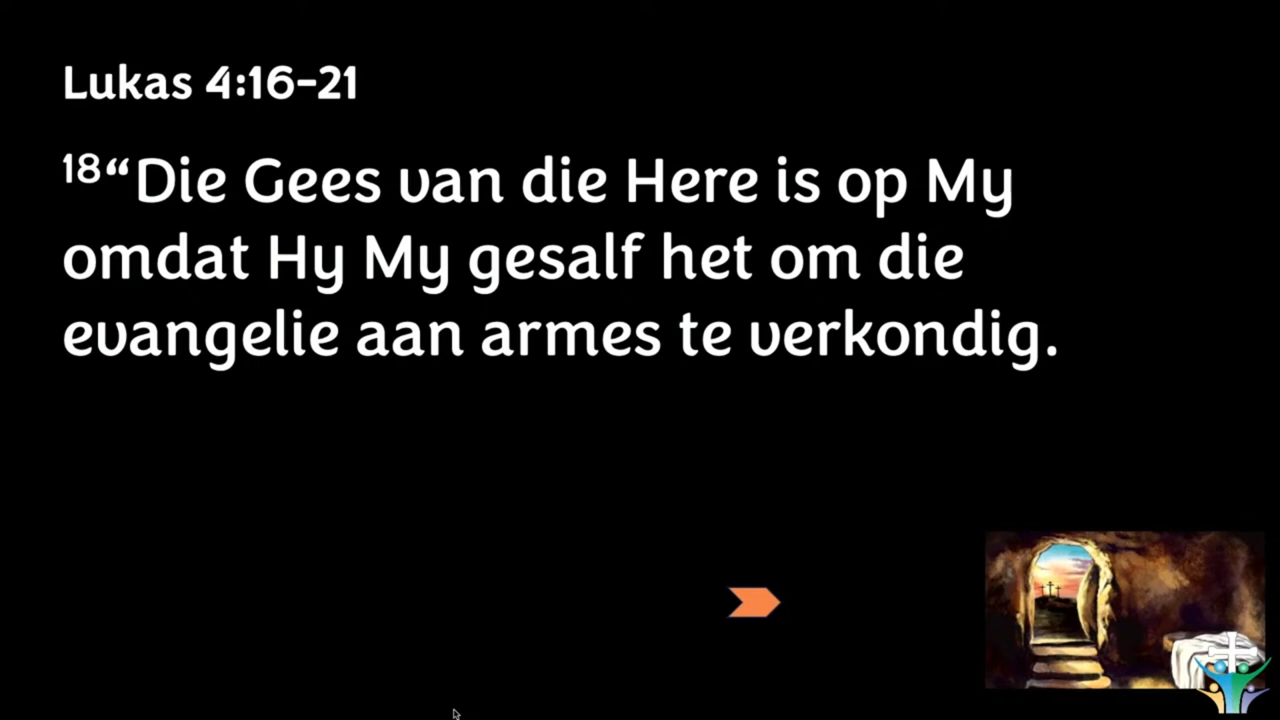 Lukas 4:16-21
18“Die Gees van die Here is op My
omdat Hy My gesalf het om die
evangelie aan armes te verkondig.